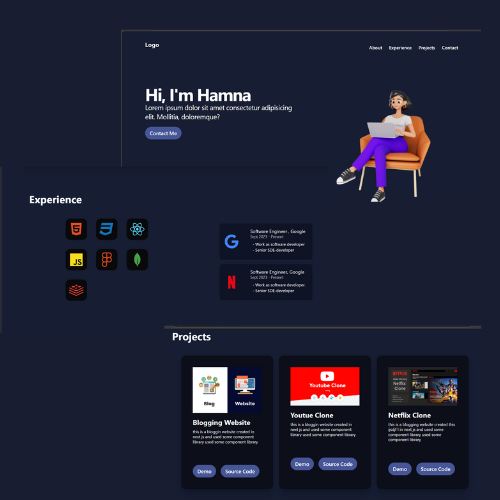 Logo
About Experience Projects Contact
Hi, I'm Hamna
Lorem ipsum dolor sit amet consectetur adipisicing
elit. Mollitia, doloremque?
Contact Me
Experience
JS
Software Engineer , Google
Sept 2023 - Present
- Work as software developer
- Senior SDE-developer
Software Engineer, Google
Sept 2023 - Present
- Work as software developer
- Senior SDE-developer
Projects
Blog Website
Blogging Website
this is a bloggin website created in
next js and used some component
library used some component library
Demo Source Code
Youtube Clone
Youtue Clone
this is a blogging website created in
next js and used some component
library used some component library
Demo Source Code
Netflix
Clone
Netflix Clone
this is a blogging website created this
in next js and used some
component library used some
component library
Demo Source Code